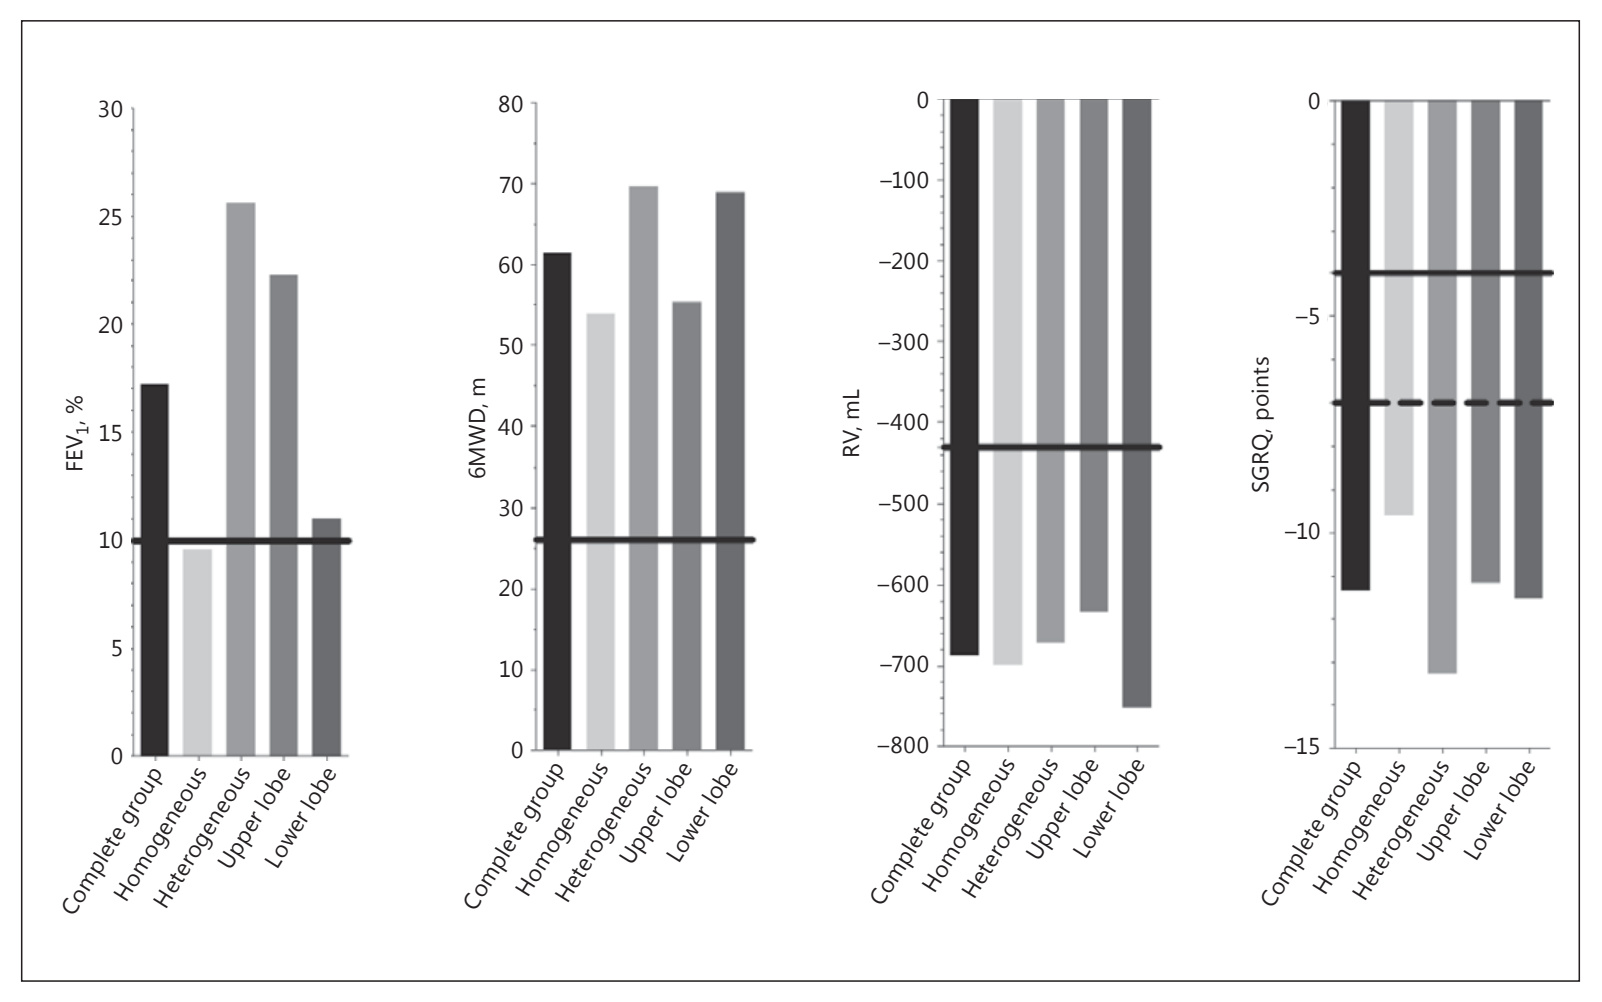 FEV1, %
30
25
20
15
10
5
0
Complete group
Homogeneous
Heterogeneous
Upper lobe
Lower lobe
6MWD, m
80
70
60
50
40
30
20
10
0
Complete group
Homogeneous
Heterogeneous
Upper lobe
Lower lobe
RV, mL
0
–100
–200
–300
–400
–500
–600
–700
–800
Complete group
Homogeneous
Heterogeneous
Upper lobe
Lower lobe
SGRQ, points
0
–5
–10
–15
Complete group
Homogeneous
Heterogeneous
Upper lobe
Lower lobe